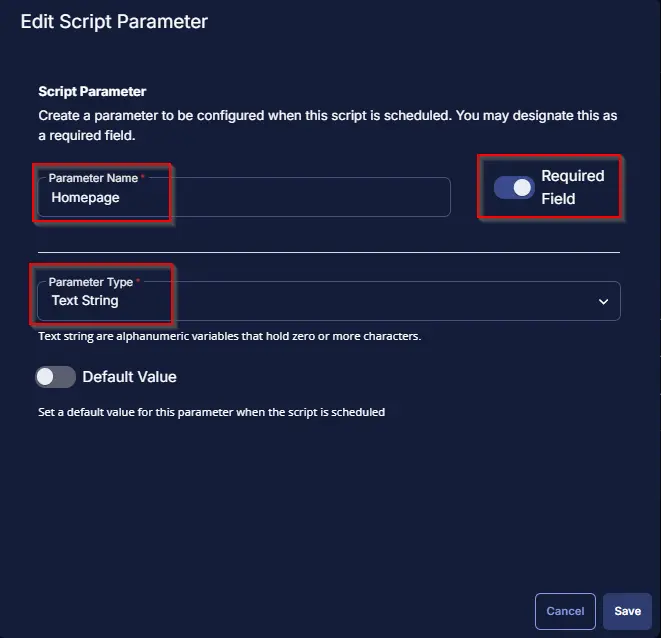 Edit Script Parameter
Script Parameter
Create a parameter to be configured when this script is scheduled. You may designate this as
a required field.
Parameter Name *
Homepage
Required
Field
Parameter Type *
Text String
Text string are alphanumeric variables that hold zero or more characters.
Default Value
Set a default value for this parameter when the script is scheduled
Cancel
Save